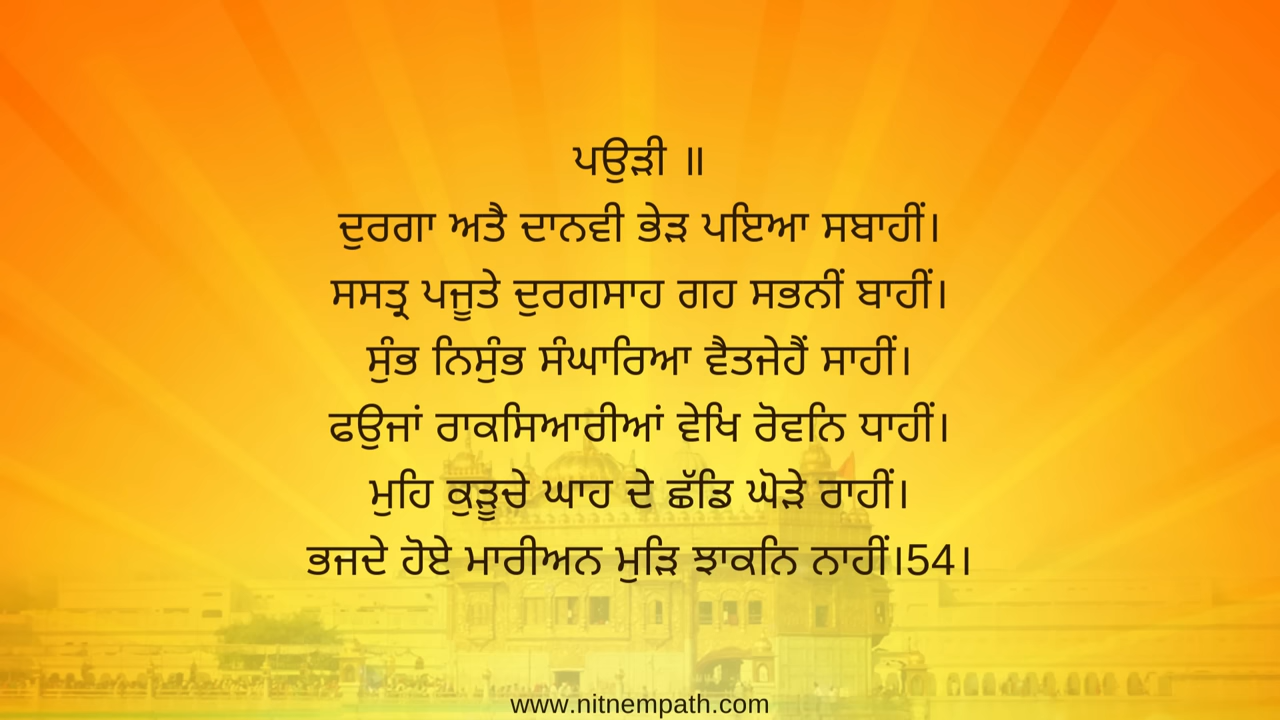 ਪਉੜੀ ॥
ਦੁਰਗਾ ਅਤੈ ਦਾਨਵੀ ਭੇੜ ਪਇਆ ਸਬਾਹੀਂ।
ਸਸਤ੍ਰ ਪਜੂਤੇ ਦੁਰਗਸਾਹ ਗਹ ਸਭਨੀਂ ਬਾਹੀਂ।
ਸੁੰਭ ਨਿਸੁੰਭ ਸੰਘਾਰਿਆ ਵੈਤਜੇਹੈਂ ਸਾਹੀਂ।
ਫਉਜਾਂ ਰਾਕਸਿਆਰੀਆਂ ਵੇਖਿ ਰੋਵਨਿ ਧਾਹੀਂ।
ਮੁਹਿ ਕੁੜੂਚੇ ਘਾਹ ਦੇ ਛੱਡਿ ਘੋੜੇ ਰਾਹੀਂ।
ਭਜਦੇ ਹੋਏ ਮਾਰੀਅਨ ਮੁੜਿ ਝਾਕਨਿ ਨਾਹੀਂ।54।
www.nitnempath.com